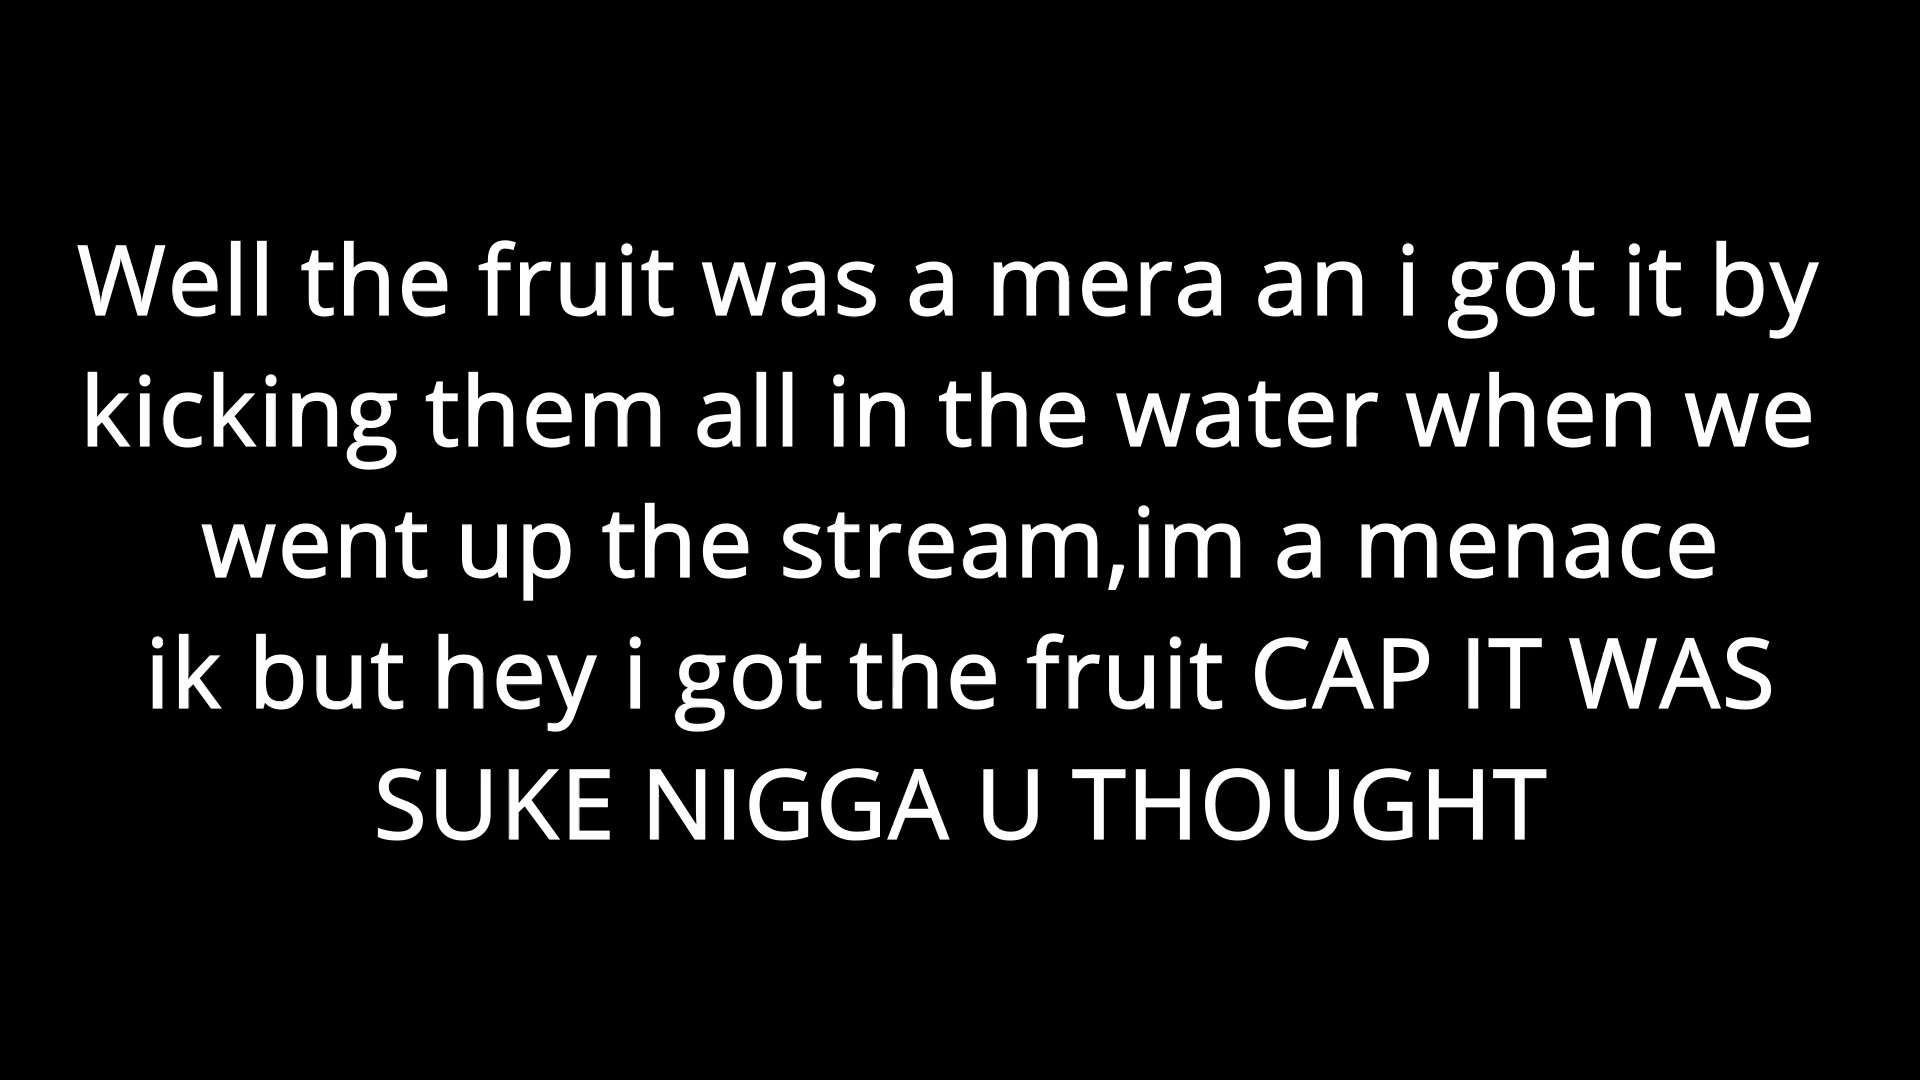 Well the fruit was a mera an i got it by
kicking them all in the water when we
went up the stream,im a menace
ik but hey i got the fruit CAP IT WAS
SUKE NIGGA U THOUGHT